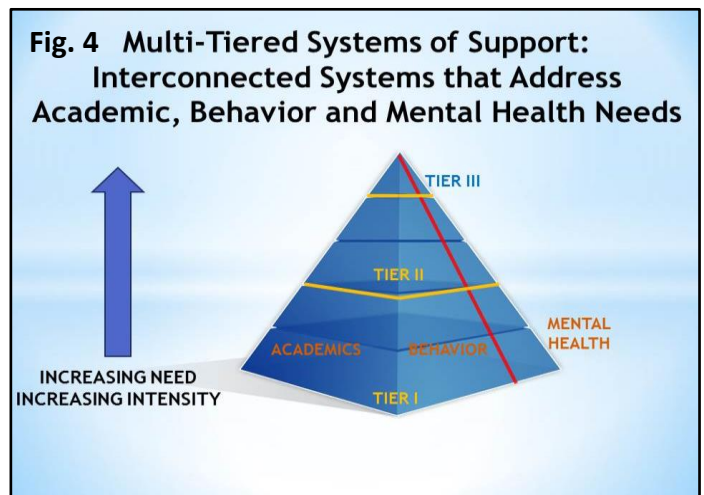 Fig. 4 Multi-Tiered Systems of Support:
Interconnected Systems that Address
Academic, Behavior and Mental Health Needs
TIER III
TIER II
MENTAL
HEALTH
ACADEMICS
BEHAVIOR
TIER I
INCREASING NEED
INCREASING INTENSITY